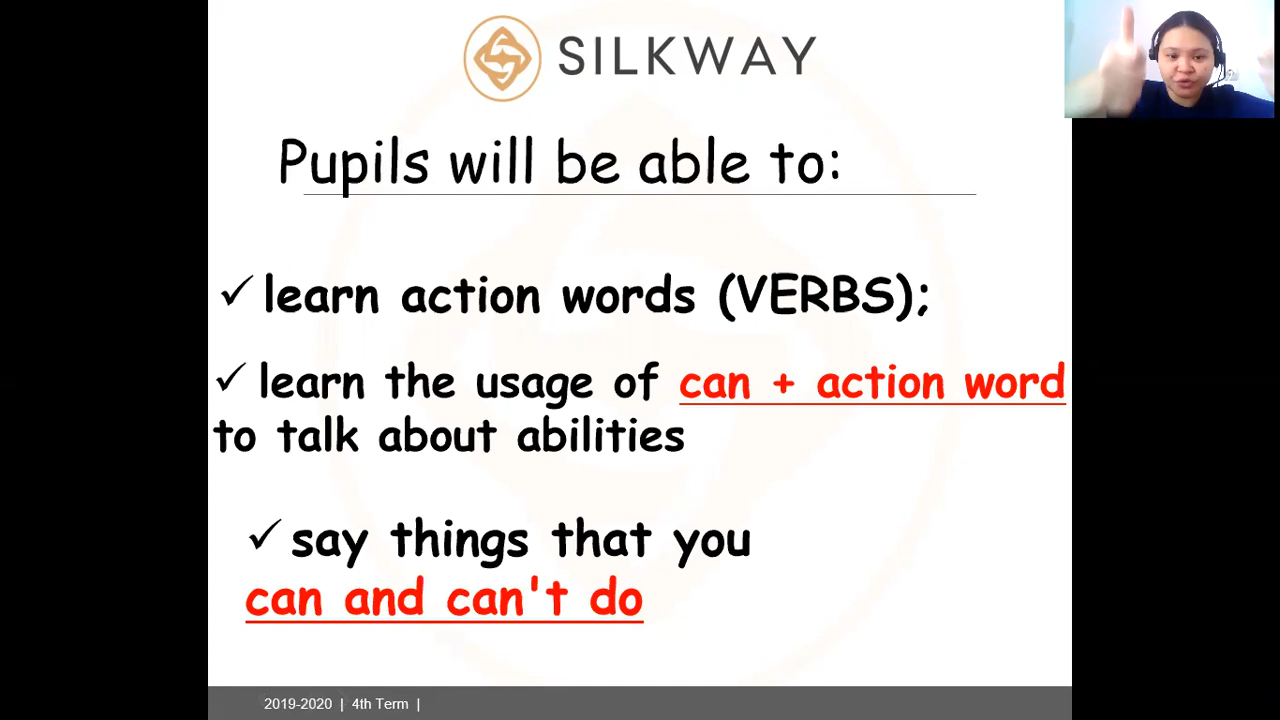 SILKWAY
Pupils will be able to:
✓ learn action words (VERBS);
✓ learn the usage of can + action word
to talk about abilities
✓ say things that you
can and can't do
2019-2020 | 4th Term |